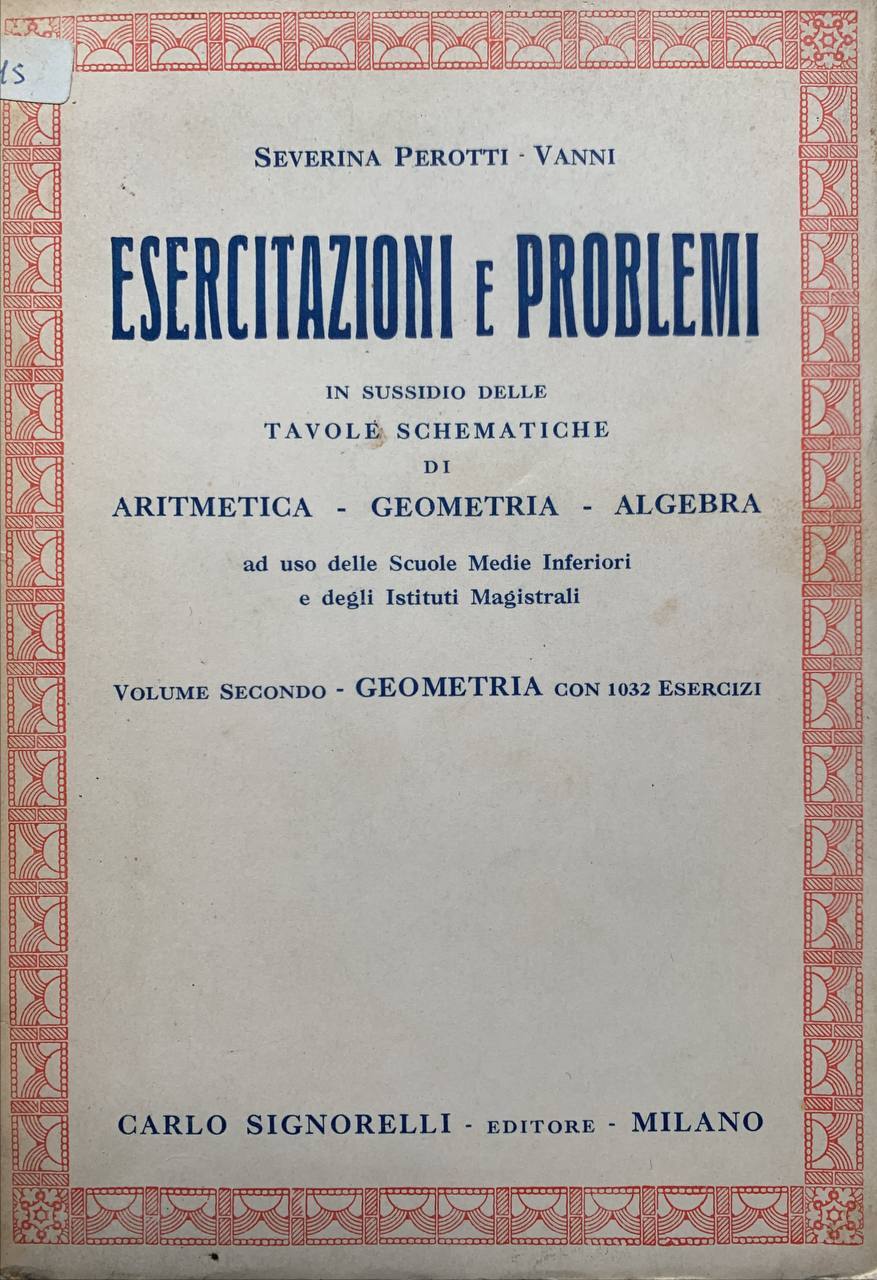 15
SEVERINA PEROTTI - VANNI
ESERCITAZIONI E PROBLEMI
IN SUSSIDIO DELLE
TAVOLE SCHEMATICHE
DI
ARITMETICA - GEOMETRIA - ALGEBRA
ad uso delle Scuole Medie Inferiori
e degli Istituti Magistrali
VOLUME SECONDO - GEOMETRIA CON 1032 ESERCIZI
CARLO SIGNORELLI - EDITORE - MILANO